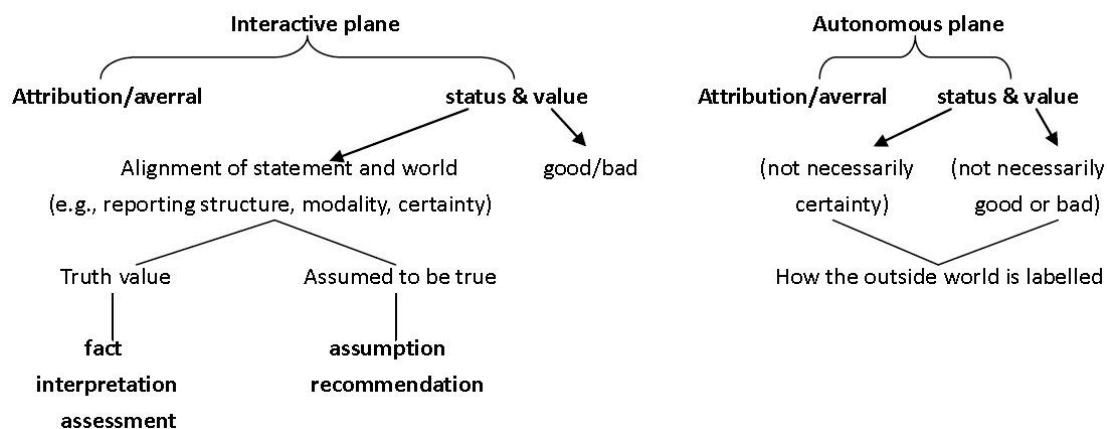 Interactive plane
Autonomous plane
Attribution/averral
status & value
Attribution/averral
status & value
Alignment of statement and world
(e.g., reporting structure, modality, certainty)
good/bad
(not necessarily
certainty)
(not necessarily
good or bad)
Truth value
Assumed to be true
How the outside world is labelled
fact
interpretation
assessment
assumption
recommendation